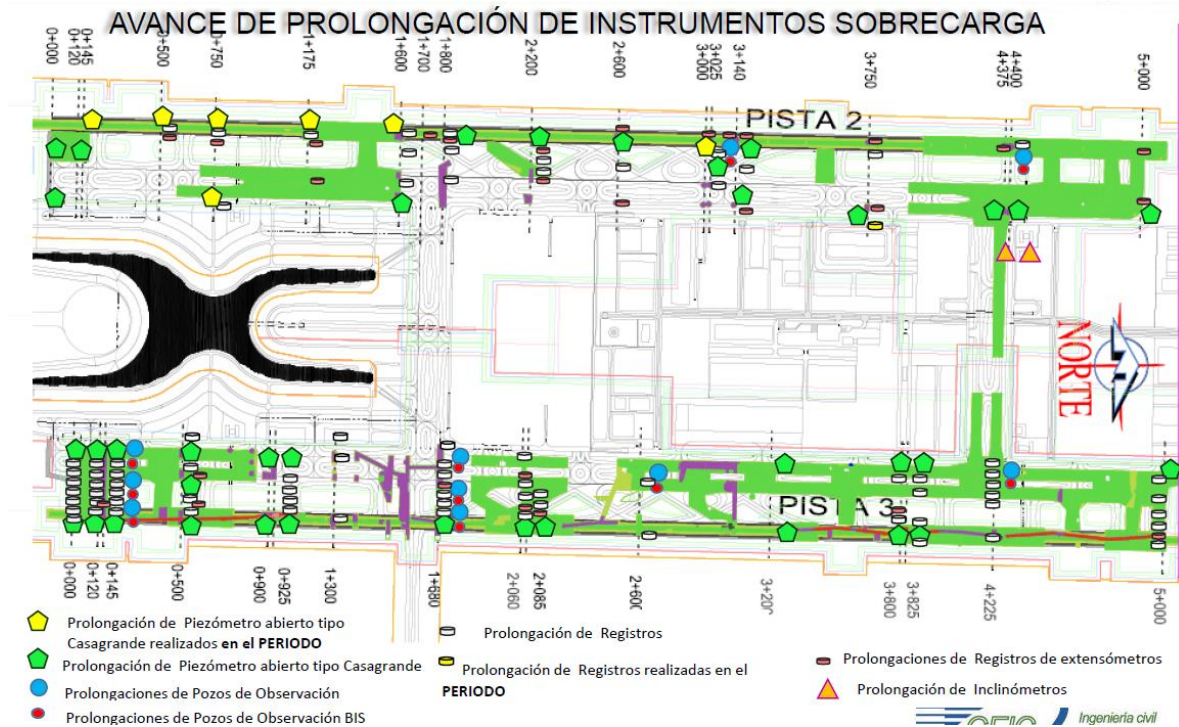 AVANCE DE PROLONGACIÓN DE INSTRUMENTOS SOBRECARGA
0+000
0+120
0+145
0+500
0+750
1+175
1+600
1+700
1+800
2+200
2+600
3+000
3+025
3+140
3+750
4+375
4+400
5+000
PISTA 2
NORTE
PISTA 3
0+000
0+120
0+145
0+500
0+900
0+925
1+300
1+680
2+060
2+085
2+60
3+20
3+800
3+825
4+225
5+000
Prolongación de Piezómetro abierto tipo
Casagrande realizados en el PERIODO
Prolongación de Piezómetro abierto tipo Casagrande
Prolongaciones de Pozos de Observación
Prolongaciones de Pozos de Observación BIS
Prolongación de Registros
Prolongación de Registros realizadas en el
PERIODO
Prolongaciones de Registros de extensómetros
Prolongación de Inclinómetros
Ingeniería civil